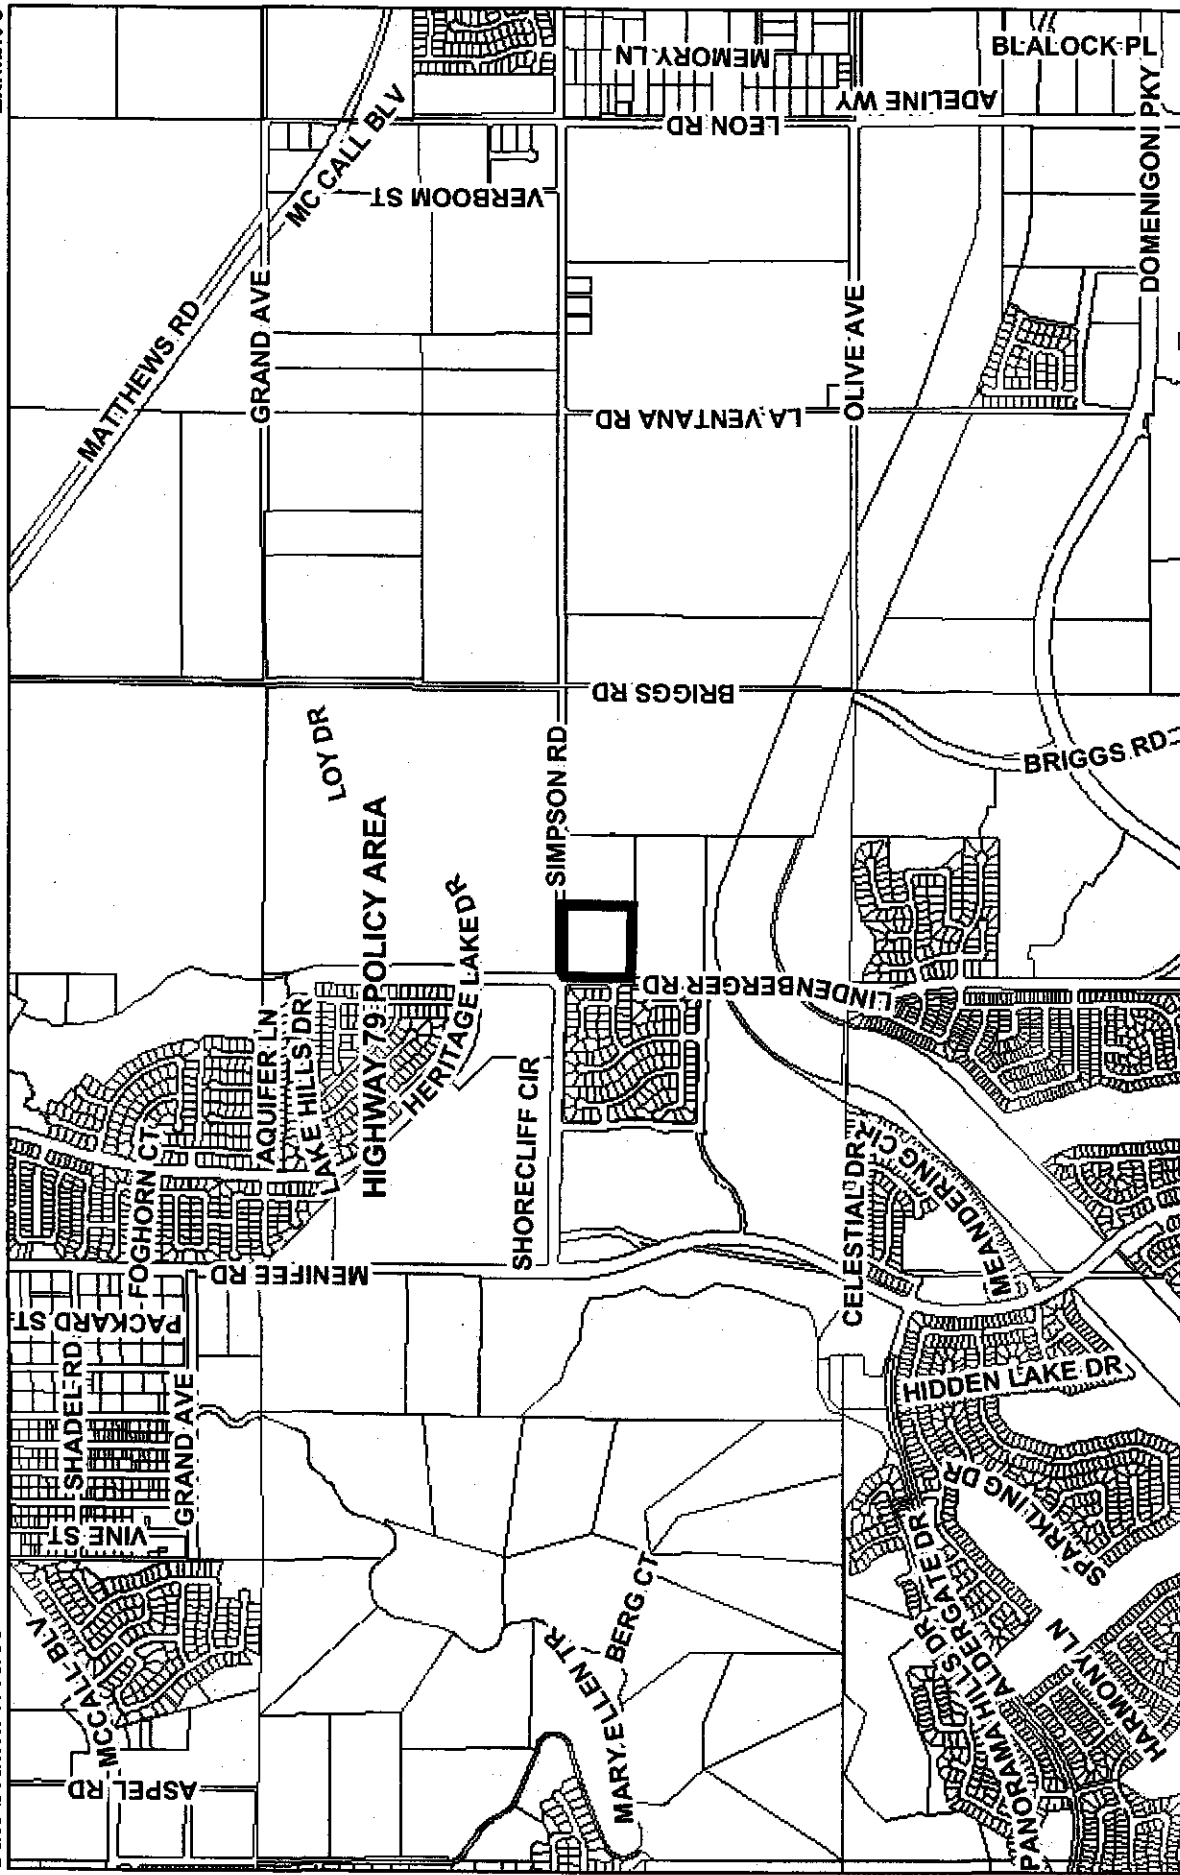 BLALOCK PL
MEMORY LN
ADELINE WY
DOMENIGONI PKY
LEON RD
MC CALL BLV
VERBOOM ST
MATTHEWS RD
GRAND AVE
OLIVE AVE
LA VENTANA RD
BRIGGS RD
BRIGGS RD
LOY DR
SIMPSON RD
HIGHWAY 79 POLICY AREA
HERITAGE LAKE DR
LINDENBERGER RD
AQUIFER LN
LAKE HILLS DR
SHORECLIFF CIR
FOGHORN CT
MENIFEE RD
CELESTIAL DR
MEANDERING CIR
PACKARD ST
SHADEL RD
GRAND AVE
VINE ST
HIDDEN LAKE DR
SPARKLING DR
ALDERGATE DR
PANORAMA HILLS DR
HARMONY LN
MCCALL BLV
ASPEL RD
BERG CT
MARY ELLEN TR